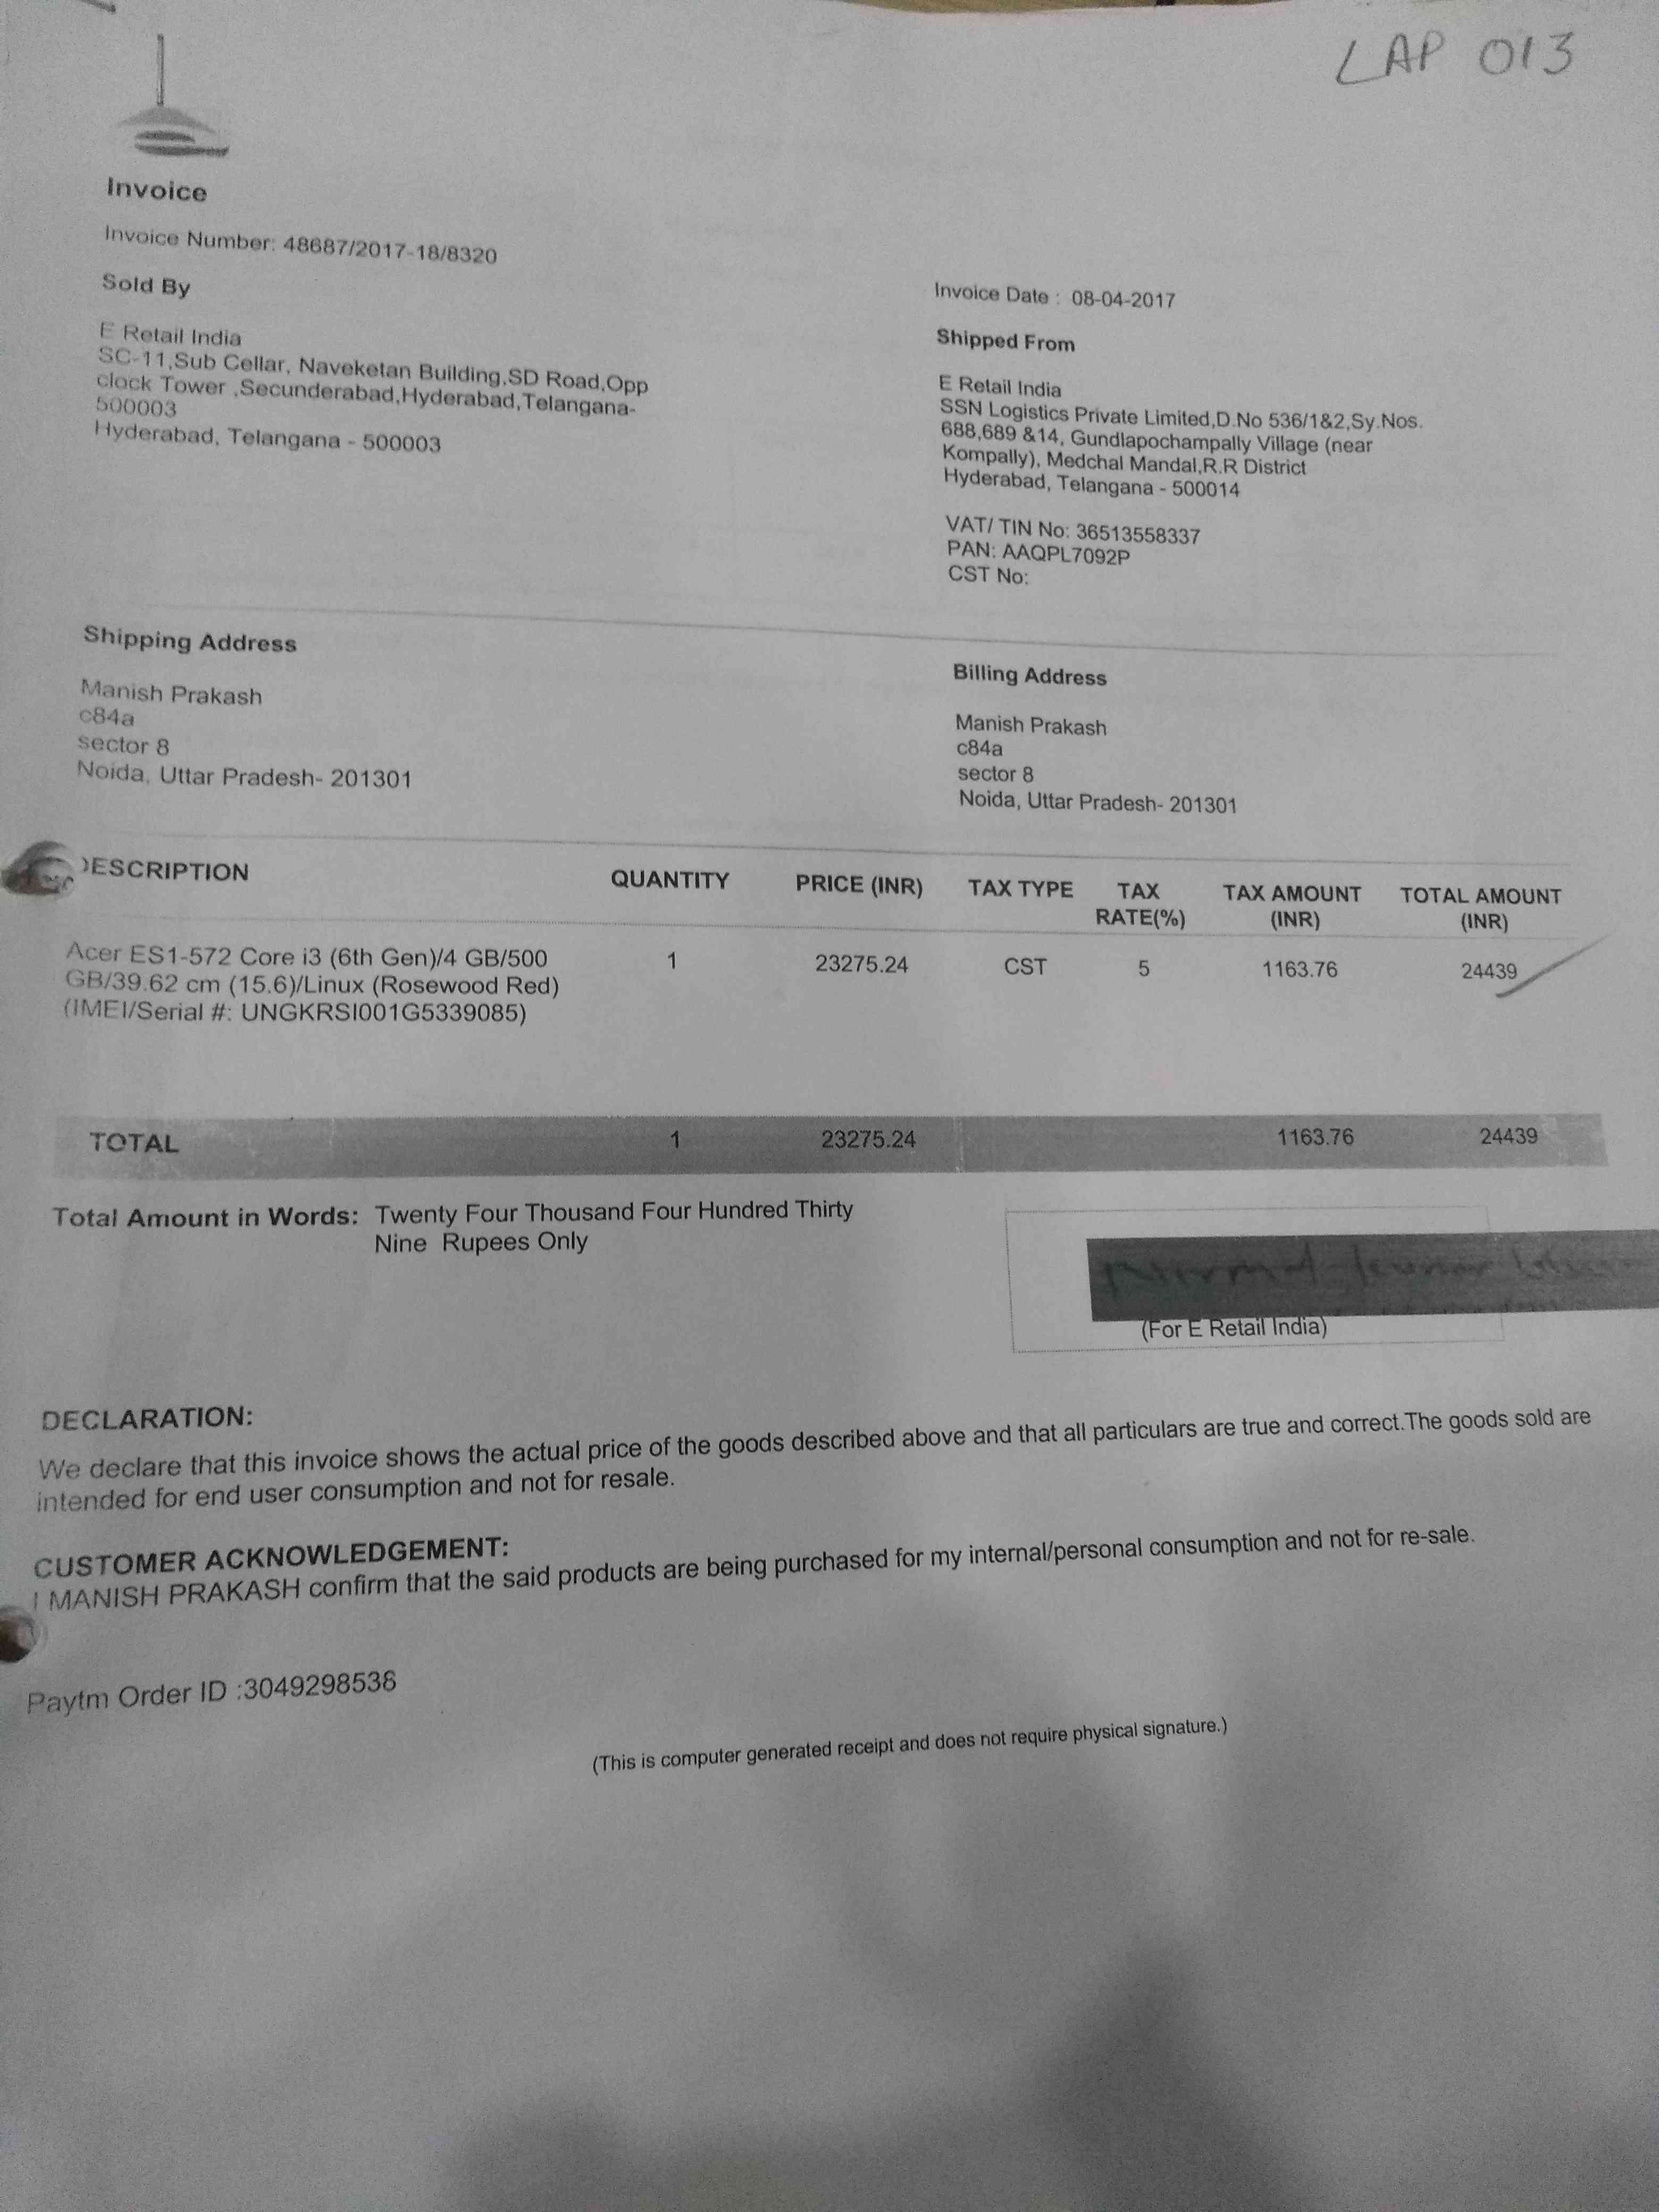 LAP 013
Invoice
Invoice Number: 48687/2017-18/8320
Sold By
E Retail India
SC-11,Sub Cellar, Naveketan Building,SD Road,Opp
clock Tower ,Secunderabad,Hyderabad,Telangana-
500003
Hyderabad, Telangana - 500003
Invoice Date : 08-04-2017
Shipped From
E Retail India
SSN Logistics Private Limited,D.No 536/1&2,Sy.Nos.
688,689 &14, Gundlapochampally Village (near
Kompally), Medchal Mandal,R.R District
Hyderabad, Telangana - 500014
VAT/ TIN No: 36513558337
PAN: AAQPL7092P
CST No:
Shipping Address
Manish Prakash
c84a
sector 8
Noida, Uttar Pradesh- 201301
Billing Address
Manish Prakash
c84a
sector 8
Noida, Uttar Pradesh- 201301
DESCRIPTION QUANTITY PRICE (INR) TAX TYPE TAX TAX AMOUNT TOTAL AMOUNT
RATE(%) (INR) (INR)
Acer ES1-572 Core i3 (6th Gen)/4 GB/500 1 23275.24 CST 5 1163.76 24439
GB/39.62 cm (15.6)/Linux (Rosewood Red)
(IMEI/Serial #: UNGKRSI001G5339085)
TOTAL 1 23275.24 1163.76 24439
Total Amount in Words: Twenty Four Thousand Four Hundred Thirty
Nine Rupees Only
(For E Retail India)
DECLARATION:
We declare that this invoice shows the actual price of the goods described above and that all particulars are true and correct.The goods sold are
intended for end user consumption and not for resale.
CUSTOMER ACKNOWLEDGEMENT:
I MANISH PRAKASH confirm that the said products are being purchased for my internal/personal consumption and not for re-sale.
Paytm Order ID :3049298536
(This is computer generated receipt and does not require physical signature.)